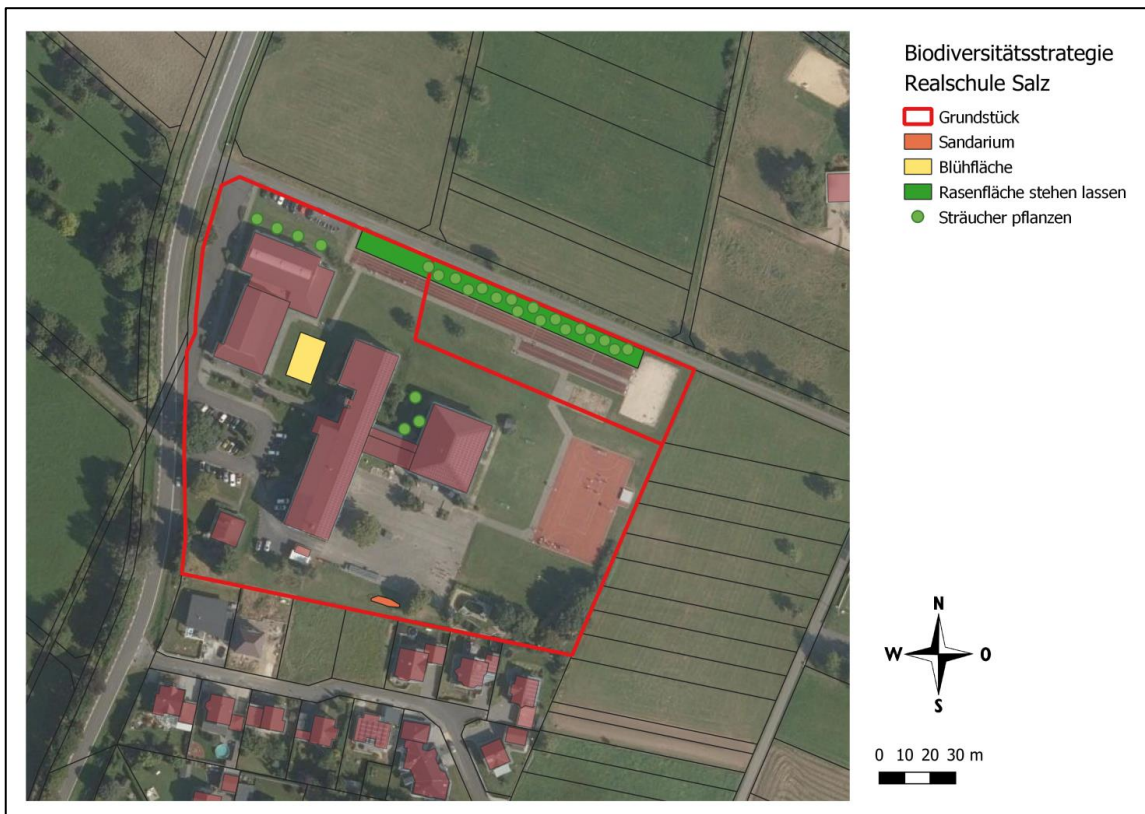 Biodiversitätsstrategie
Realschule Salz
Grundstück
Sandarium
Blühfläche
Rasenfläche stehen lassen
Sträucher pflanzen
N
W O
S
0 10 20 30 m